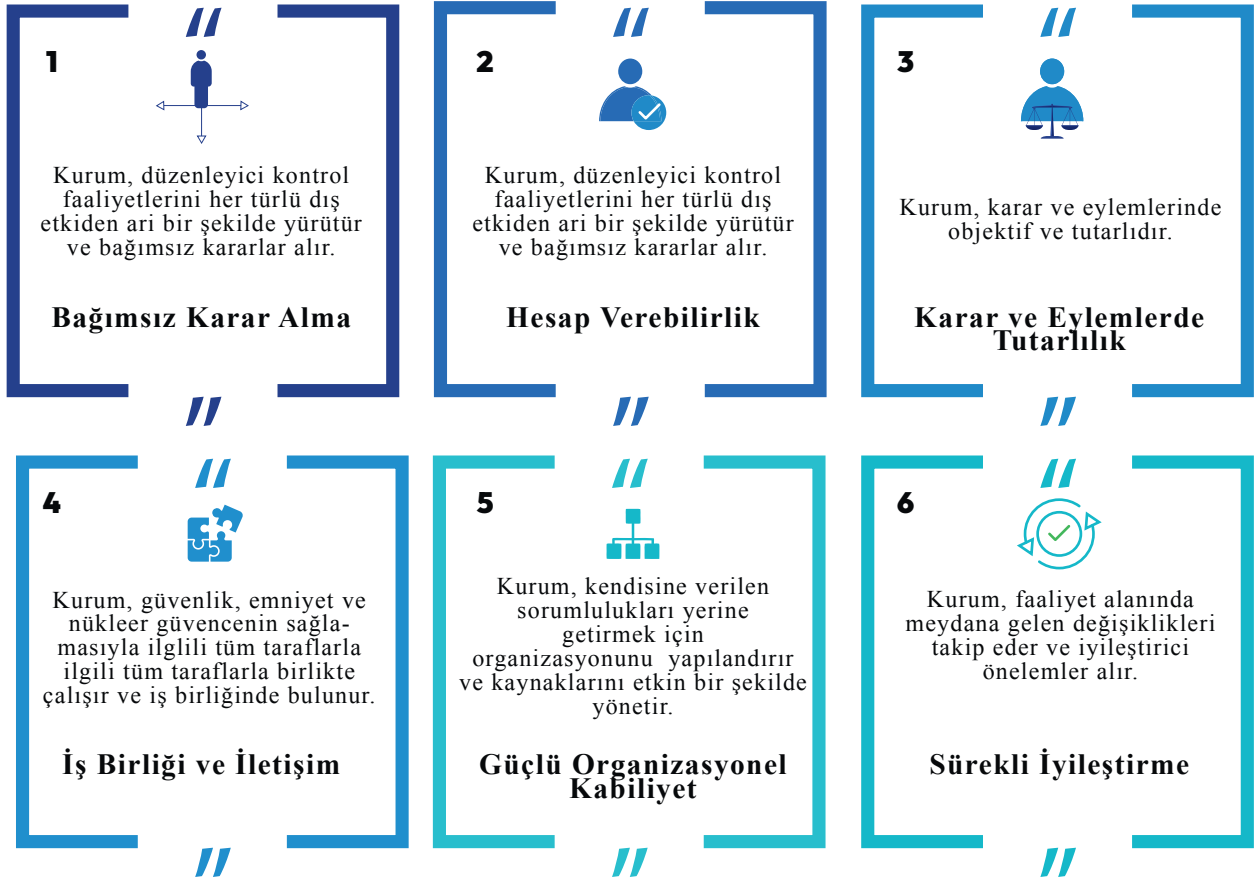 1
Kurum, düzenleyici kontrol
faaliyetlerini her türlü dış
etkiden ari bir şekilde yürütür
ve bağımsız kararlar alır.
Bağımsız Karar Alma
2
Kurum, düzenleyici kontrol
faaliyetlerini her türlü dış
etkiden ari bir şekilde yürütür
ve bağımsız kararlar alır.
Hesap Verebilirlik
3
Kurum, karar ve eylemlerinde
objektif ve tutarlıdır.
Karar ve Eylemlerde
Tutarlılık
4
Kurum, güvenlik, emniyet ve
nükleer güvencenin sağla-
masıyla ilglili tüm taraflarla
ilgili tüm taraflarla birlikte
çalışır ve iş birliğinde bulunur.
İş Birliği ve İletişim
5
Kurum, kendisine verilen
sorumlulukları yerine
getirmek için
organizasyonunu yapılandırır
ve kaynaklarını etkin bir şekilde
yönetir.
Güçlü Organizasyonel
Kabiliyet
6
Kurum, faaliyet alanında
meydana gelen değişiklikleri
takip eder ve iyileştirici
önelemler alır.
Sürekli İyileştirme